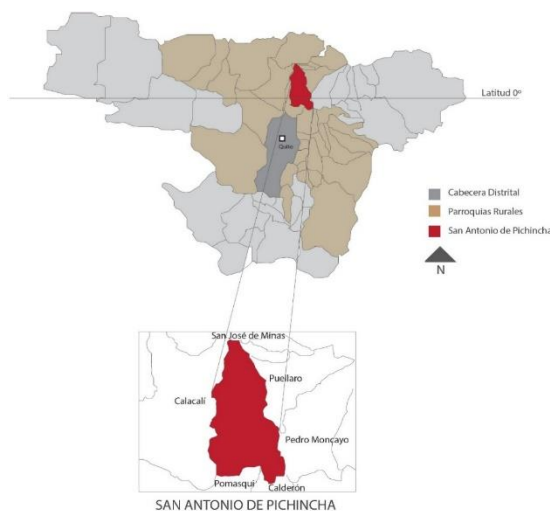 Latitud 0º
Quito
Cabecera Distrital
Parroquias Rurales
San Antonio de Pichincha
N
San José de Minas
Puellaro
Calacalí
Pedro Moncayo
Pomasqui
Calderón
SAN ANTONIO DE PICHINCHA